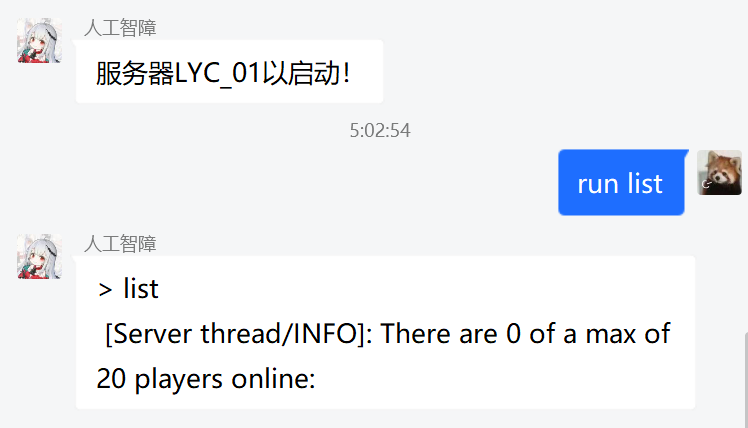 人工智障
服务器LYC_01以启动！
5:02:54
run list
人工智障
> list
[Server thread/INFO]: There are 0 of a max of
20 players online: